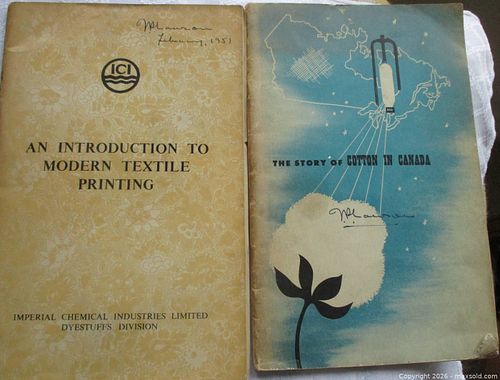 February, 1951
ICI
AN INTRODUCTION TO
MODERN TEXTILE
PRINTING
IMPERIAL CHEMICAL INDUSTRIES LIMITED
DYESTUFFS DIVISION
THE STORY OF COTTON IN CANADA
Copyright 2026 - maxsold.com